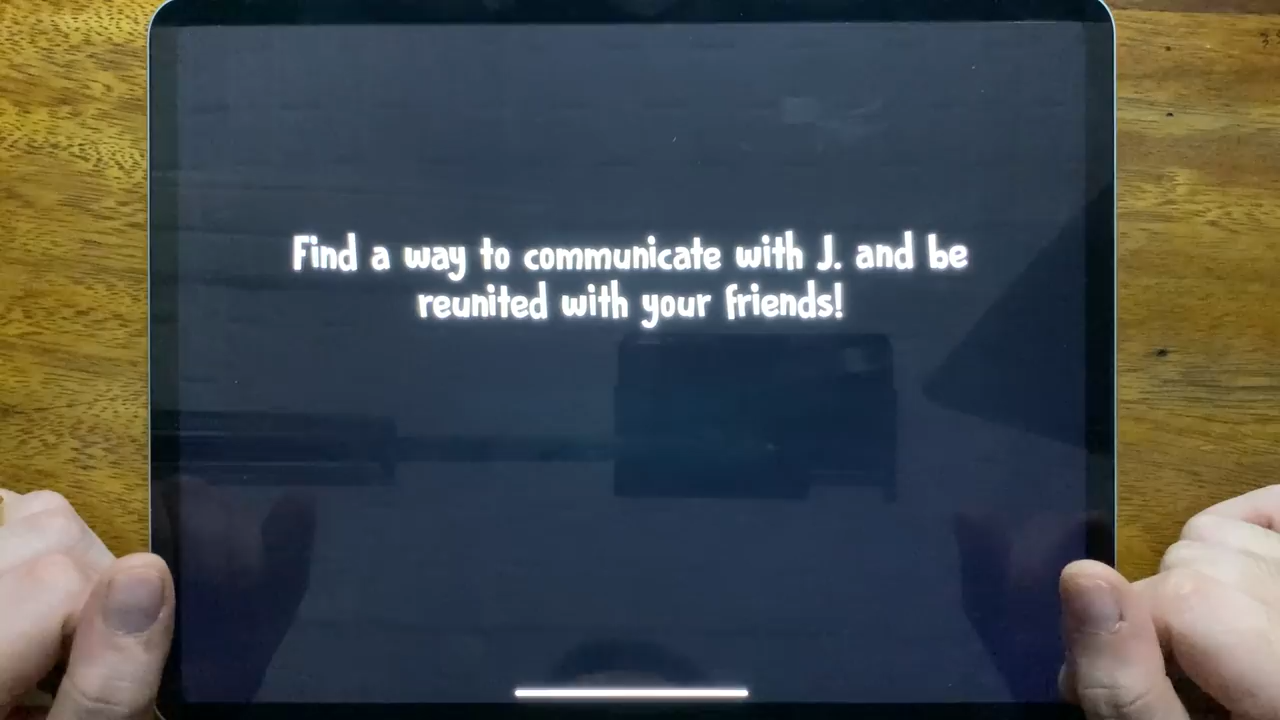 Find a way to communicate with J. and be
reunited with your friends!